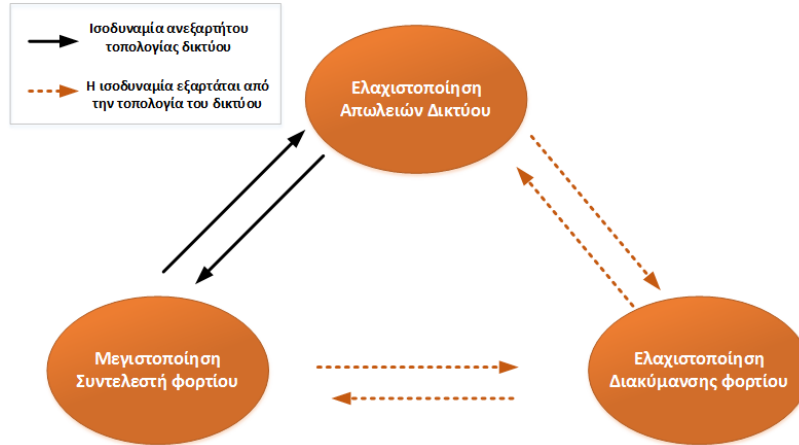 Ισοδυναμία ανεξαρτήτου
τοπολογίας δικτύου
Η ισοδυναμία εξαρτάται από
την τοπολογία του δικτύου
Ελαχιστοποίηση
Απωλειών Δικτύου
Μεγιστοποίηση
Συντελεστή φορτίου
Ελαχιστοποίηση
Διακύμανσης φορτίου